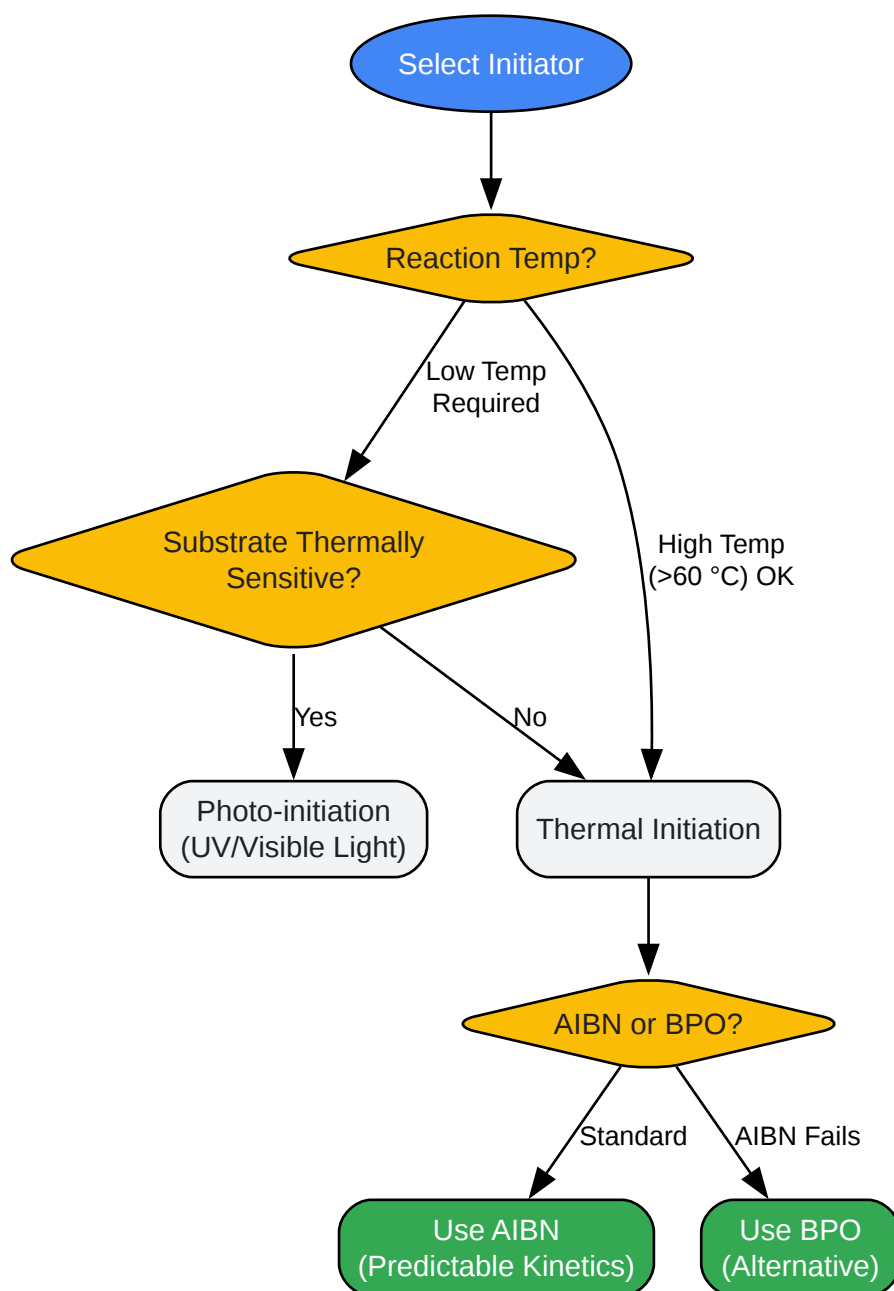 Select Initiator
Reaction Temp?
Low Temp
Required
Substrate Thermally
Sensitive?
High Temp
(>60 °C) OK
Yes
No
Photo-initiation
(UV/Visible Light)
Thermal Initiation
AIBN or BPO?
Standard
AIBN Fails
Use AIBN
(Predictable Kinetics)
Use BPO
(Alternative)